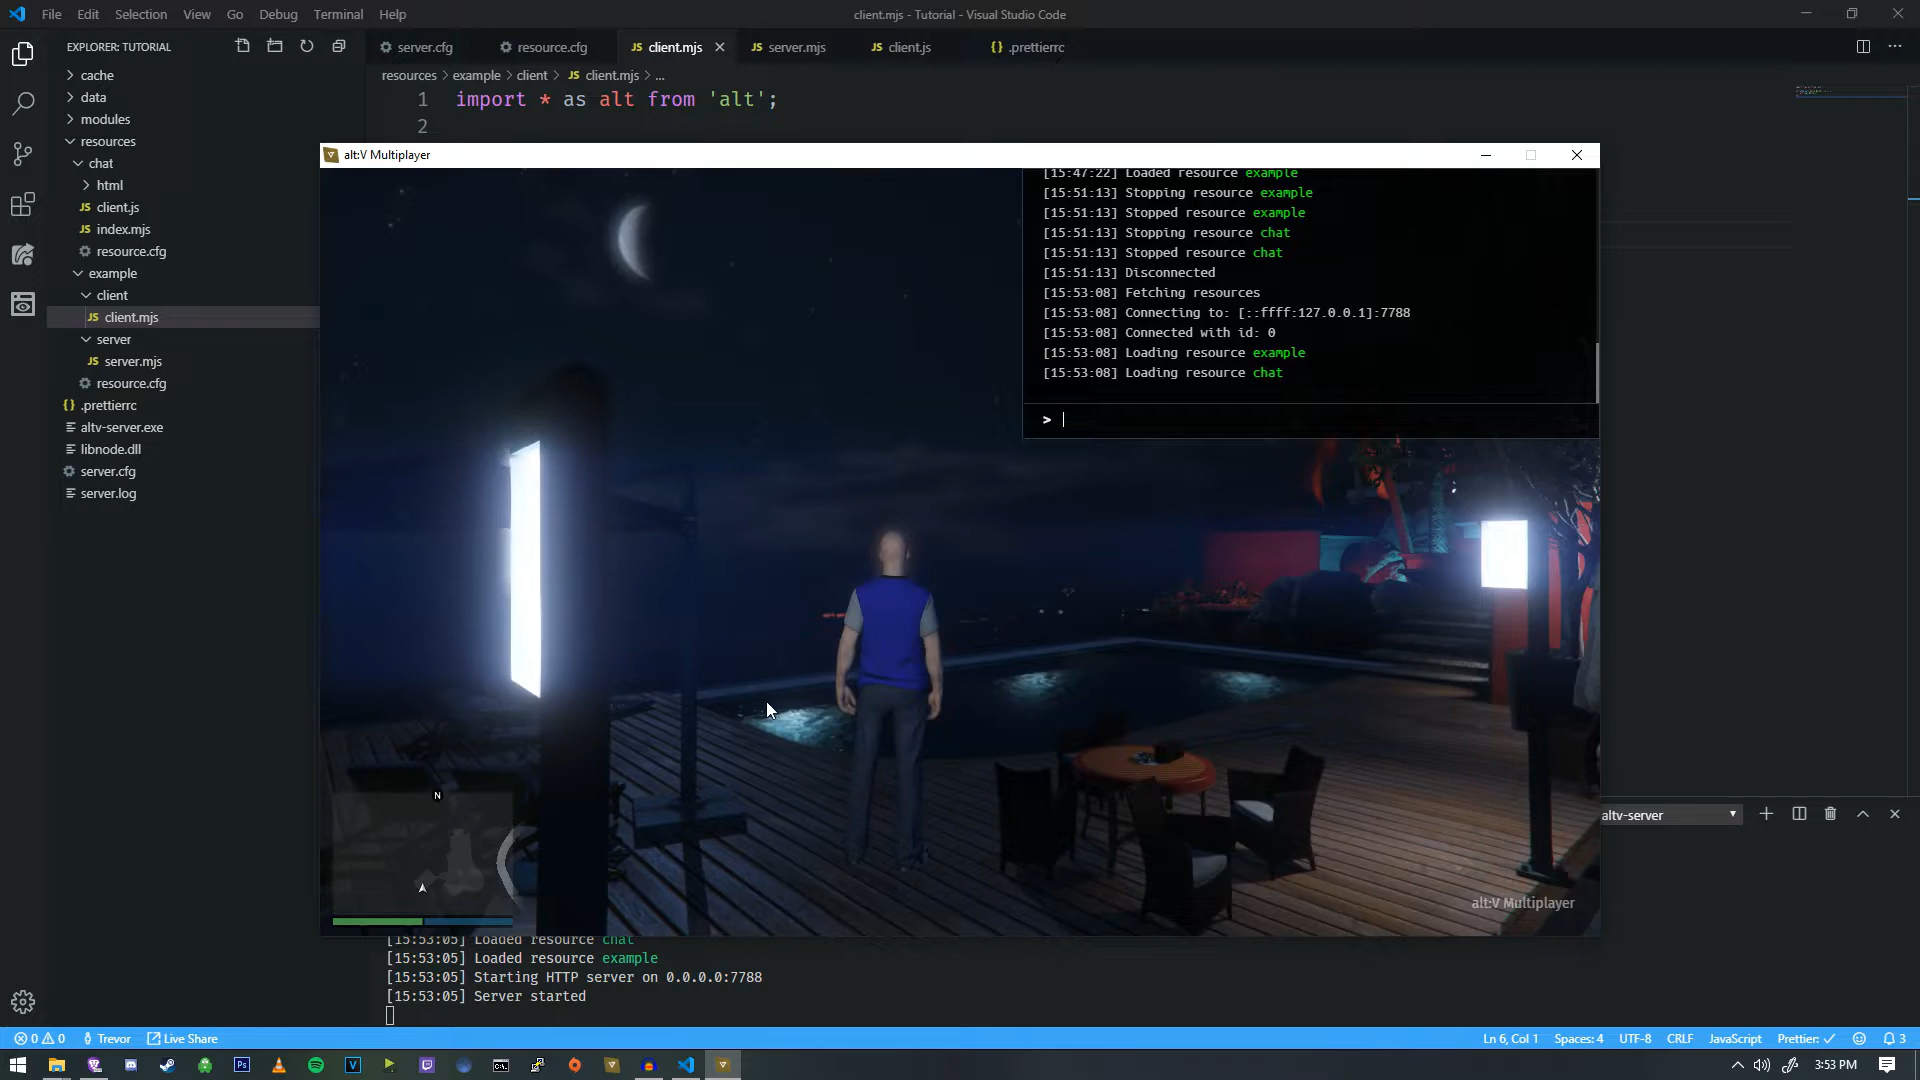 File Edit Selection View Go Debug Terminal Help
client.mjs - Tutorial - Visual Studio Code
EXPLORER: TUTORIAL
server.cfg resource.cfg JS client.mjs JS server.mjs JS client.js {} .prettierrc
resources > example > client > JS client.mjs > ...
1 import * as alt from 'alt';
2
cache
data
modules
resources
chat
html
JS client.js
JS index.mjs
resource.cfg
example
client
JS client.mjs
server
JS server.mjs
resource.cfg
{} .prettierrc
altv-server.exe
libnode.dll
server.cfg
server.log
alt:V Multiplayer
[15:47:22] Loaded resource example
[15:51:13] Stopping resource example
[15:51:13] Stopped resource example
[15:51:13] Stopping resource chat
[15:51:13] Stopped resource chat
[15:51:13] Disconnected
[15:53:08] Fetching resources
[15:53:08] Connecting to: [::ffff:127.0.0.1]:7788
[15:53:08] Connected with id: 0
[15:53:08] Loading resource example
[15:53:08] Loading resource chat
>
N
alt:V Multiplayer
altv-server
[15:53:05] Loaded resource chat
[15:53:05] Loaded resource example
[15:53:05] Starting HTTP server on 0.0.0.0:7788
[15:53:05] Server started
0 0 Trevor Live Share
Ln 6, Col 1 Spaces: 4 UTF-8 CRLF JavaScript Prettier: ✓ 3
Ps V C:\_
3:53 PM